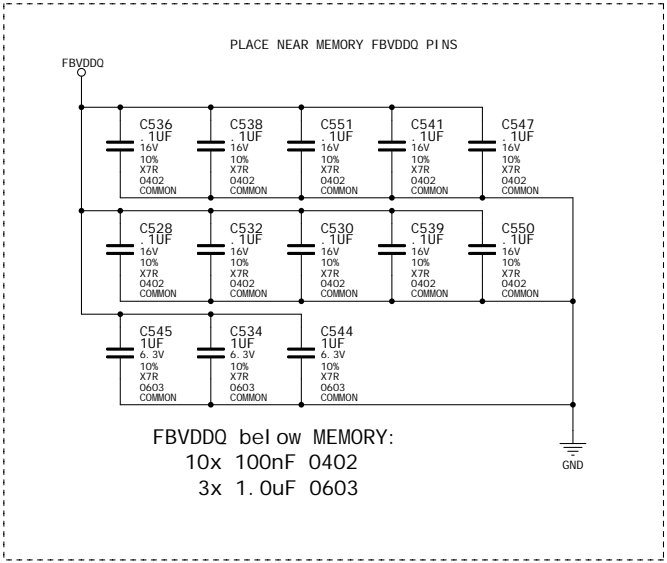 PLACE NEAR MEMORY FBVDDQ PINS
FBVDDQ
C536
.1UF
16V
10%
X7R
0402
COMMON
C538
.1UF
16V
10%
X7R
0402
COMMON
C551
.1UF
16V
10%
X7R
0402
COMMON
C541
.1UF
16V
10%
X7R
0402
COMMON
C547
.1UF
16V
10%
X7R
0402
COMMON
C528
.1UF
16V
10%
X7R
0402
COMMON
C532
.1UF
16V
10%
X7R
0402
COMMON
C530
.1UF
16V
10%
X7R
0402
COMMON
C539
.1UF
16V
10%
X7R
0402
COMMON
C550
.1UF
16V
10%
X7R
0402
COMMON
C545
1UF
6.3V
10%
X7R
0603
COMMON
C534
1UF
6.3V
10%
X7R
0603
COMMON
C544
1UF
6.3V
10%
X7R
0603
COMMON
FBVDDQ below MEMORY:
10x 100nF 0402
3x 1.0uF 0603
GND